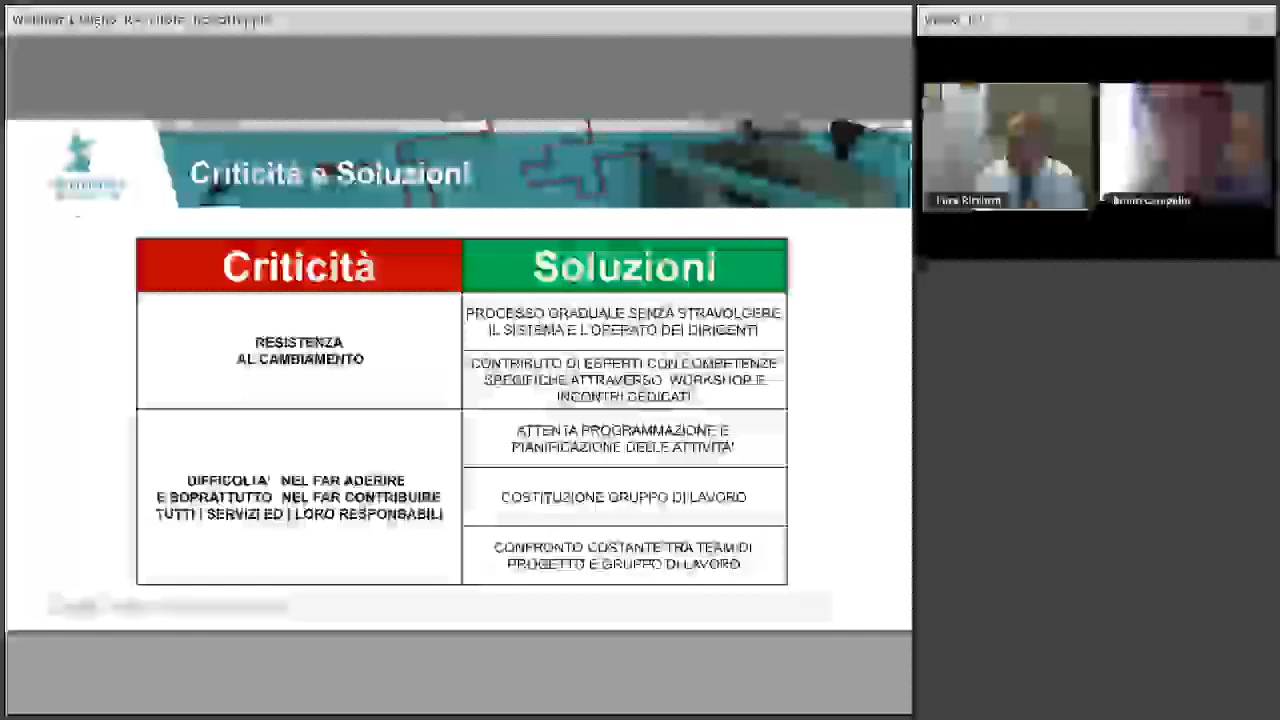 Criticità e Soluzioni
Criticità
Soluzioni
RESISTENZA
AL CAMBIAMENTO
PROCESSO GRADUALE SENZA STRAVOLGERE
IL SISTEMA E L'OPERATO DEI DIRIGENTI
CONTRIBUTO DI ESPERTI CON COMPETENZE
SPECIFICHE ATTRAVERSO WORKSHOP E
INCONTRI DEDICATI
DIFFICOLTA' NEL FAR ADERIRE
E SOPRATTUTTO NEL FAR CONTRIBUIRE
TUTTI I SERVIZI ED I LORO RESPONSABILI
ATTENTA PROGRAMMAZIONE E
PIANIFICAZIONE DELLE ATTIVITA'
COSTITUZIONE GRUPPO DI LAVORO
CONFRONTO COSTANTE TRA TEAM DI
PROGETTO E GRUPPO DI LAVORO